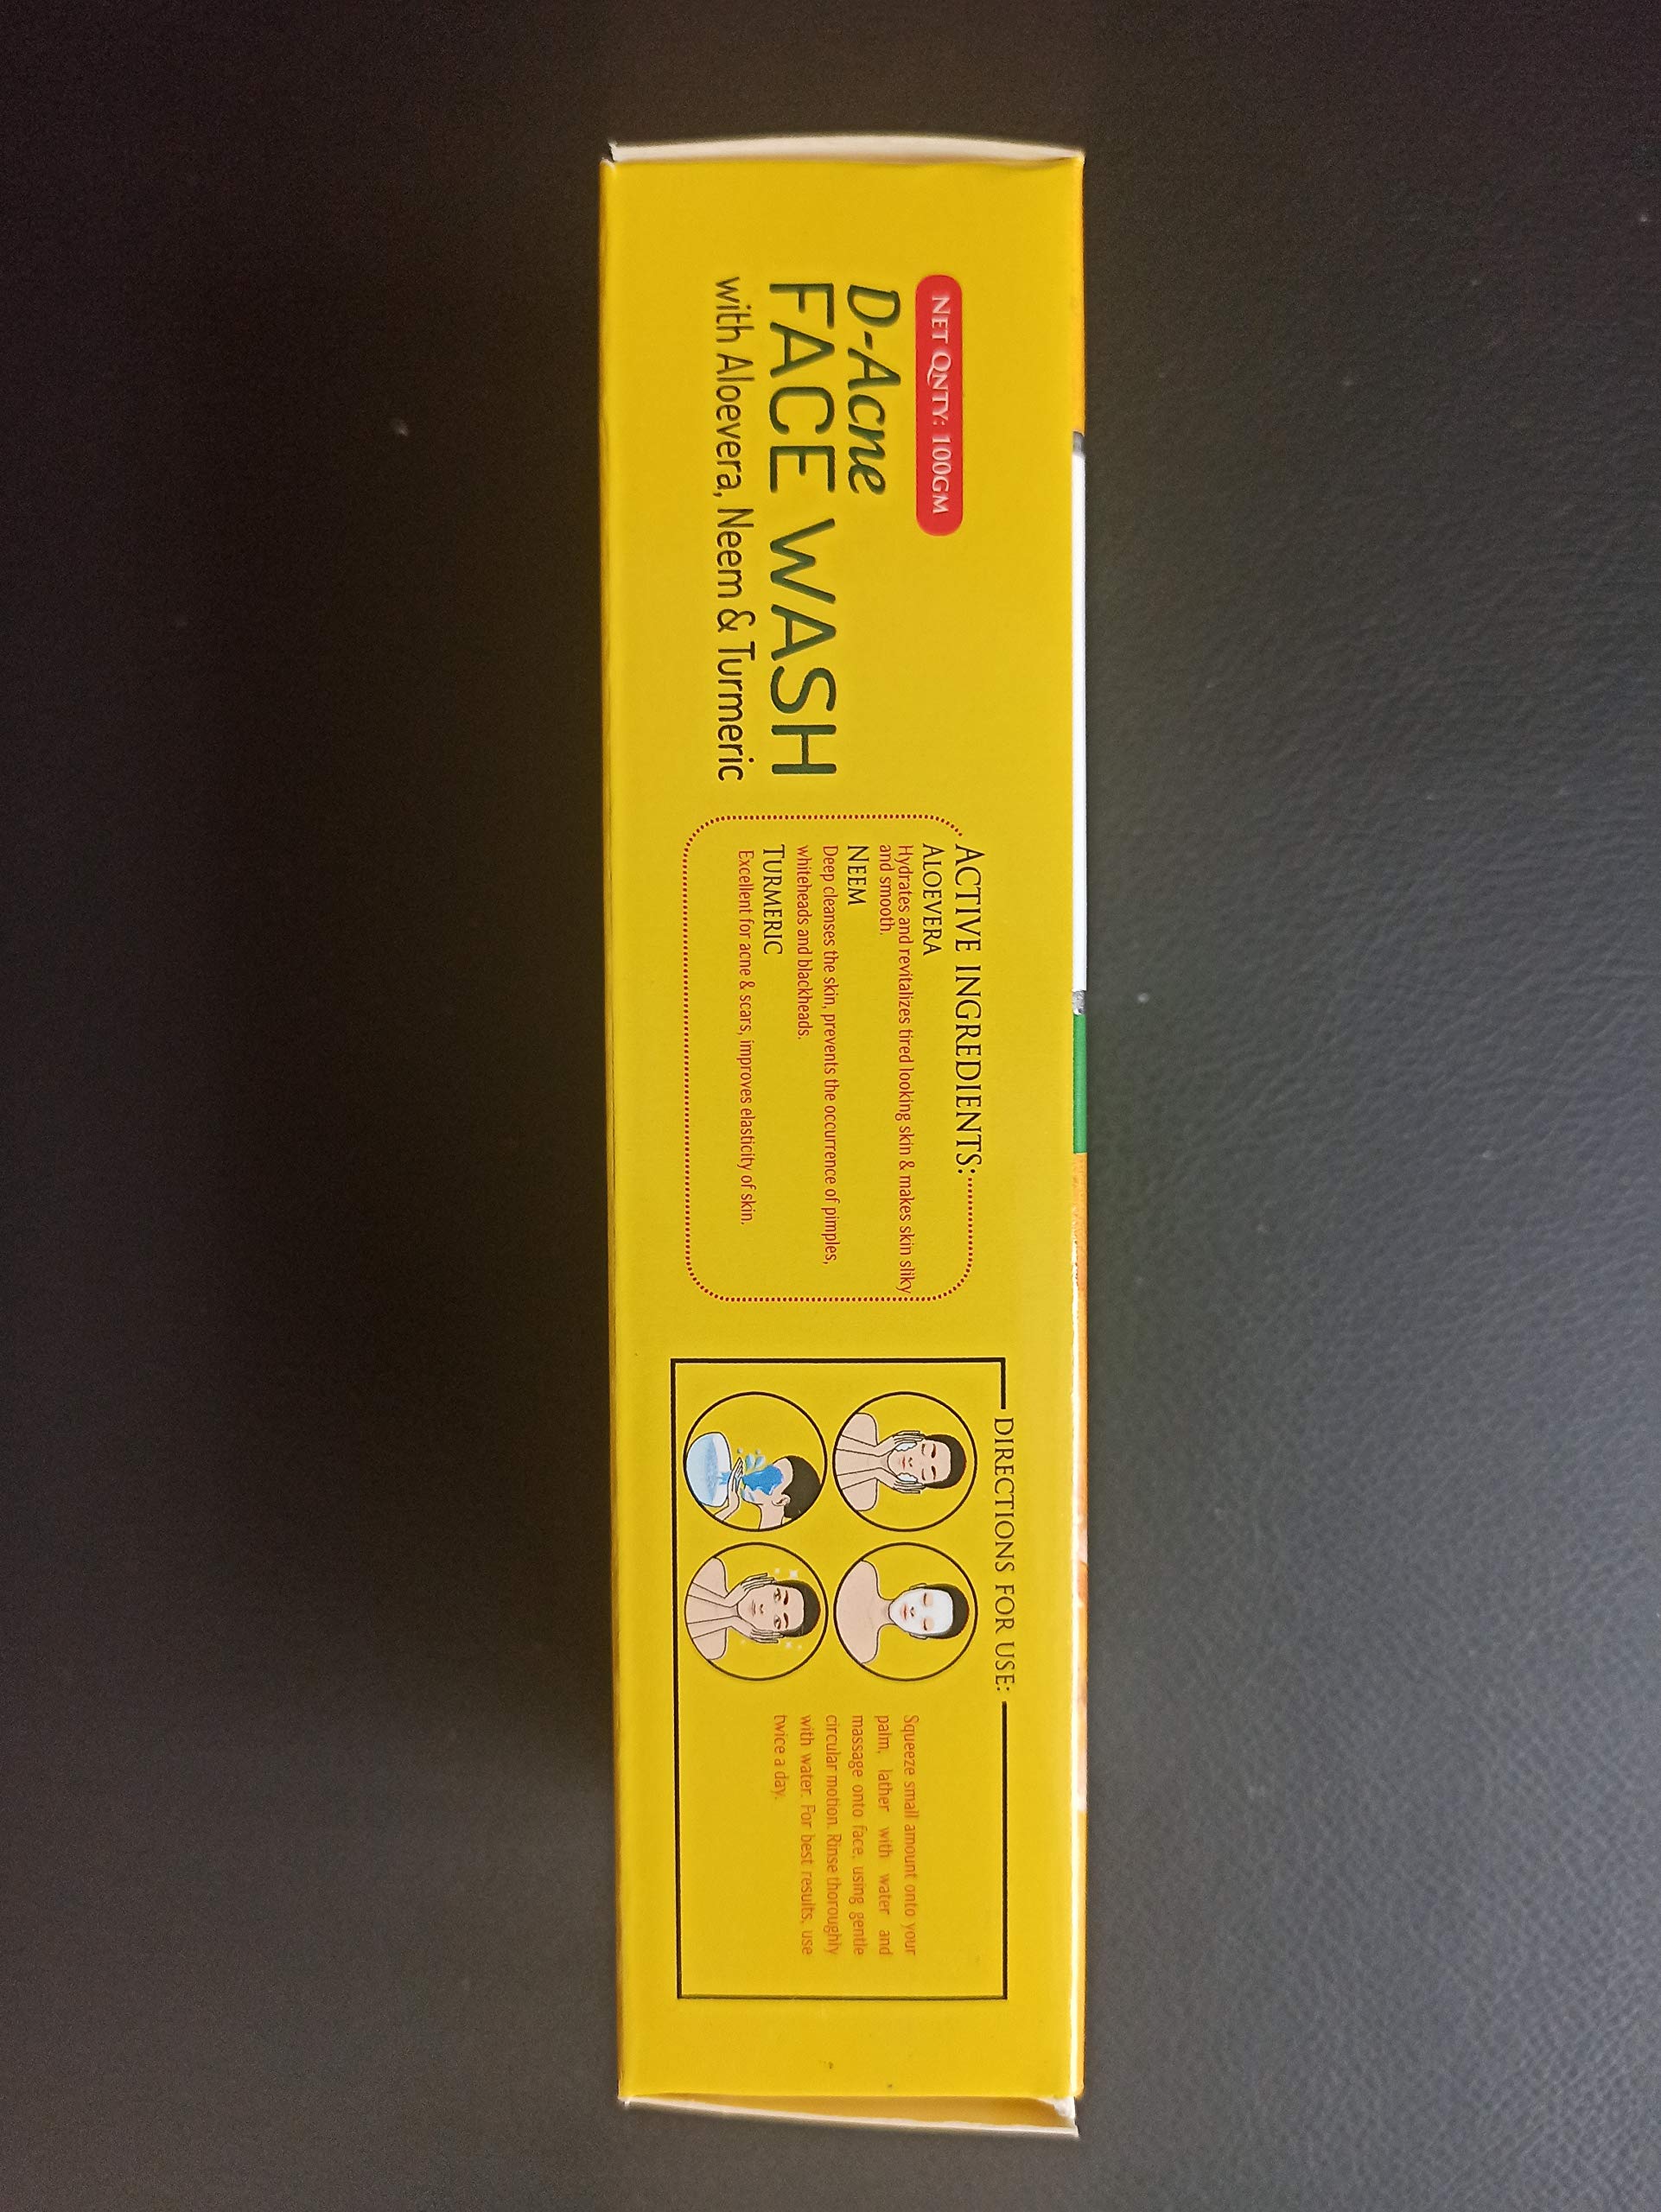 NET QNTY: 100GM
D-Acne
FACE WASH
with Aloevera, Neem & Turmeric
ACTIVE INGREDIENTS:
ALOEVERA
Hydrates and revitalizes tired looking skin & makes skin sliky
and smooth.
NEEM
Deep cleanses the skin, prevents the occurrence of pimples,
whiteheads and blackheads.
TURMERIC
Excellent for acne & scars, improves elasticity of skin.
DIRECTIONS FOR USE:
Squeeze small amount onto your
palm, lather with water and
massage onto face, using gentle
circular motion. Rinse thoroughly
with water. For best results, use
twice a day.